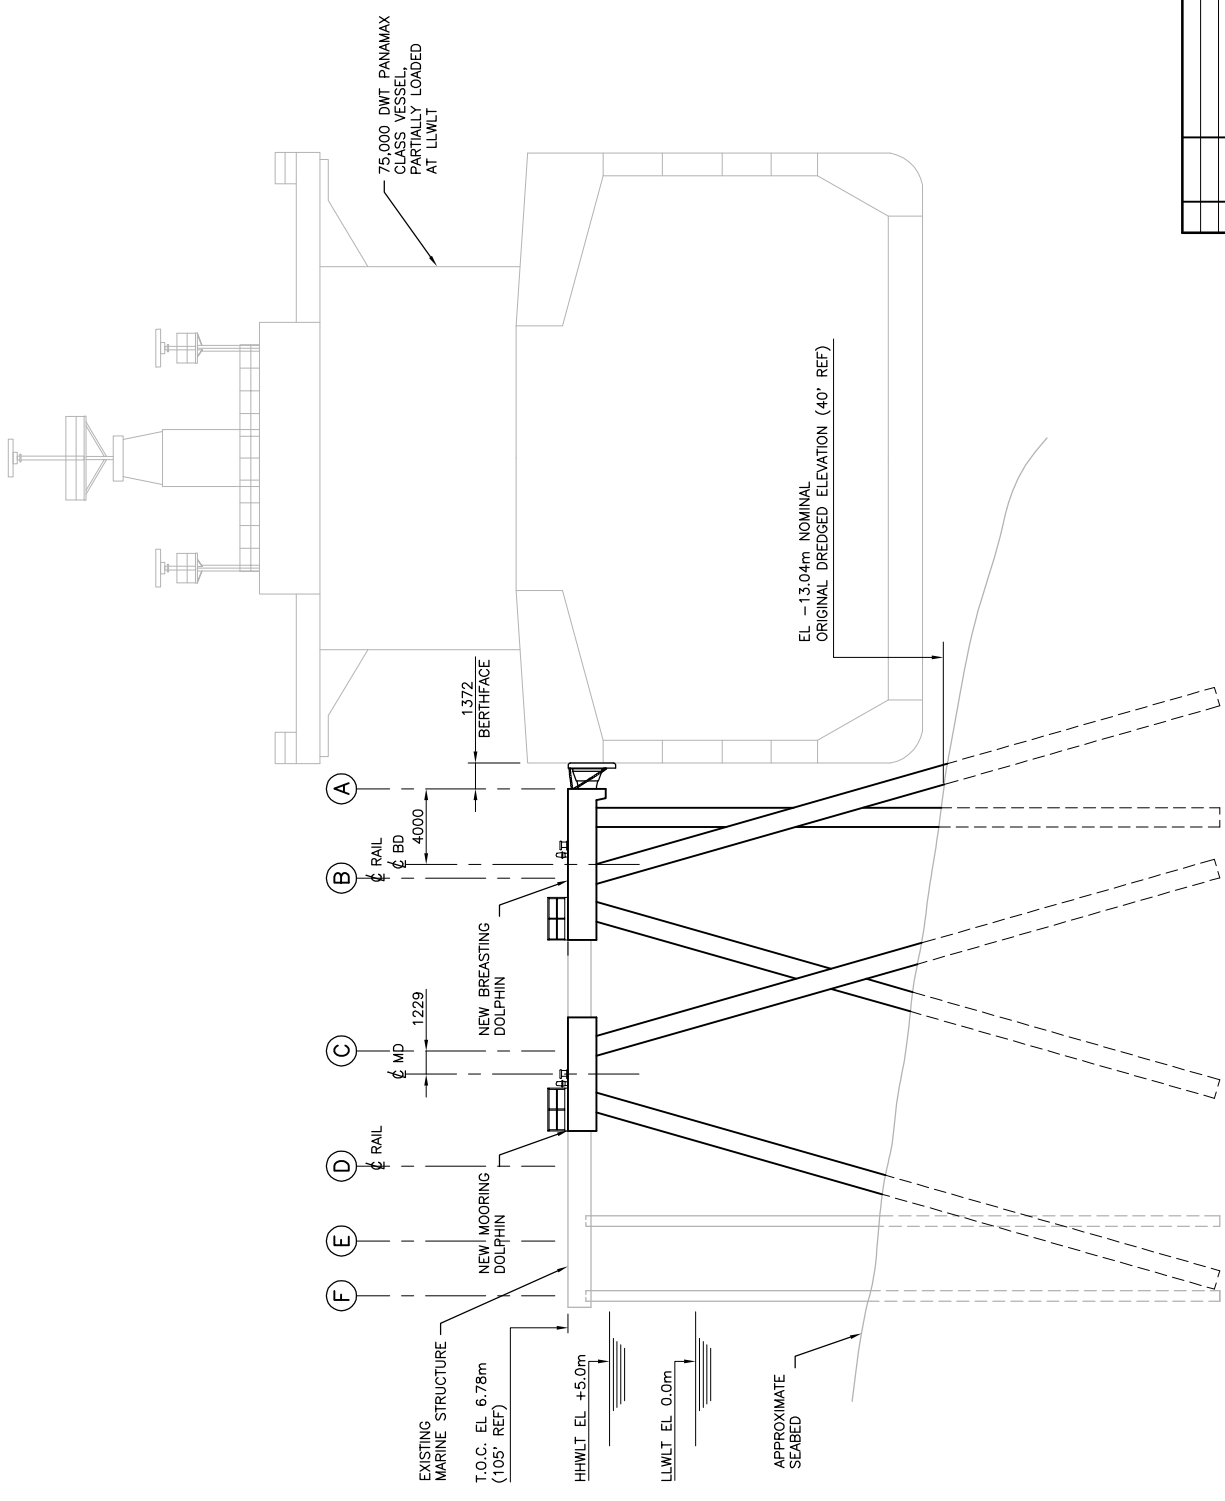 75,000 DWT PANAMAX
CLASS VESSEL,
PARTIALLY LOADED
AT LLWLT
EL -13.04m NOMINAL
ORIGINAL DREDGED ELEVATION (40' REF)
1372
BERTHFACE
A
4000
B
℄ RAIL
℄ BD
NEW BREASTING
DOLPHIN
1229
C
℄ MD
D
℄ RAIL
NEW MOORING
DOLPHIN
E
F
EXISTING
MARINE STRUCTURE
T.O.C. EL 6.78m
(105' REF)
HHWLT EL +5.0m
LLWLT EL 0.0m
APPROXIMATE
SEABED